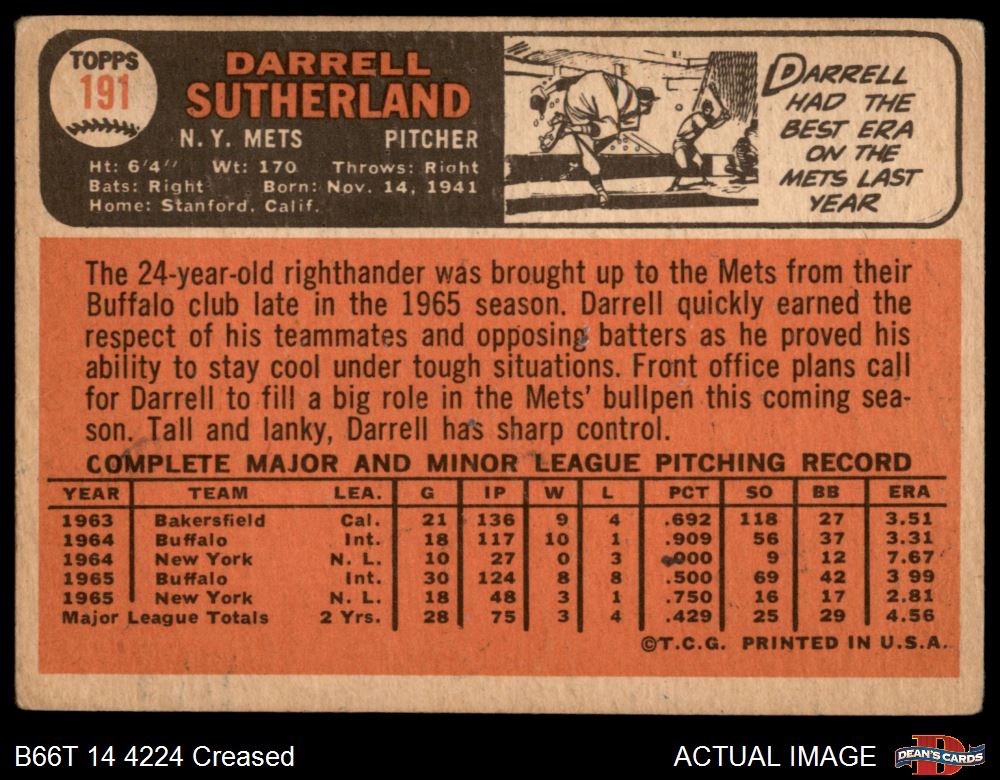 TOPPS
191
DARRELL
SUTHERLAND
N. Y. METS PITCHER
Ht: 6'4" Wt: 170 Throws: Right
Bats: Right Born: Nov. 14, 1941
Home: Stanford, Calif.
DARRELL
HAD THE
BEST ERA
ON THE
METS LAST
YEAR
The 24-year-old righthander was brought up to the Mets from their
Buffalo club late in the 1965 season. Darrell quickly earned the
respect of his teammates and opposing batters as he proved his
ability to stay cool under tough situations. Front office plans call
for Darrell to fill a big role in the Mets' bullpen this coming sea-
son. Tall and lanky, Darrell has sharp control.
COMPLETE MAJOR AND MINOR LEAGUE PITCHING RECORD
YEAR TEAM LEA. G IP W L PCT SO BB ERA
1963 Bakersfield Cal. 21 136 9 4 .692 118 27 3.51
1964 Buffalo Int. 18 117 10 1 .909 56 37 3.31
1964 New York N. L. 10 27 0 3 .000 9 12 7.67
1965 Buffalo Int. 30 124 8 8 .500 69 42 3 99
1965 New York N. L. 18 48 3 1 .750 16 17 2.81
Major League Totals 2 Yrs. 28 75 3 4 .429 25 29 4.56
©T.C.G. PRINTED IN U.S.A.
B66T 14 4224 Creased
ACTUAL IMAGE
DEAN'S CARDS